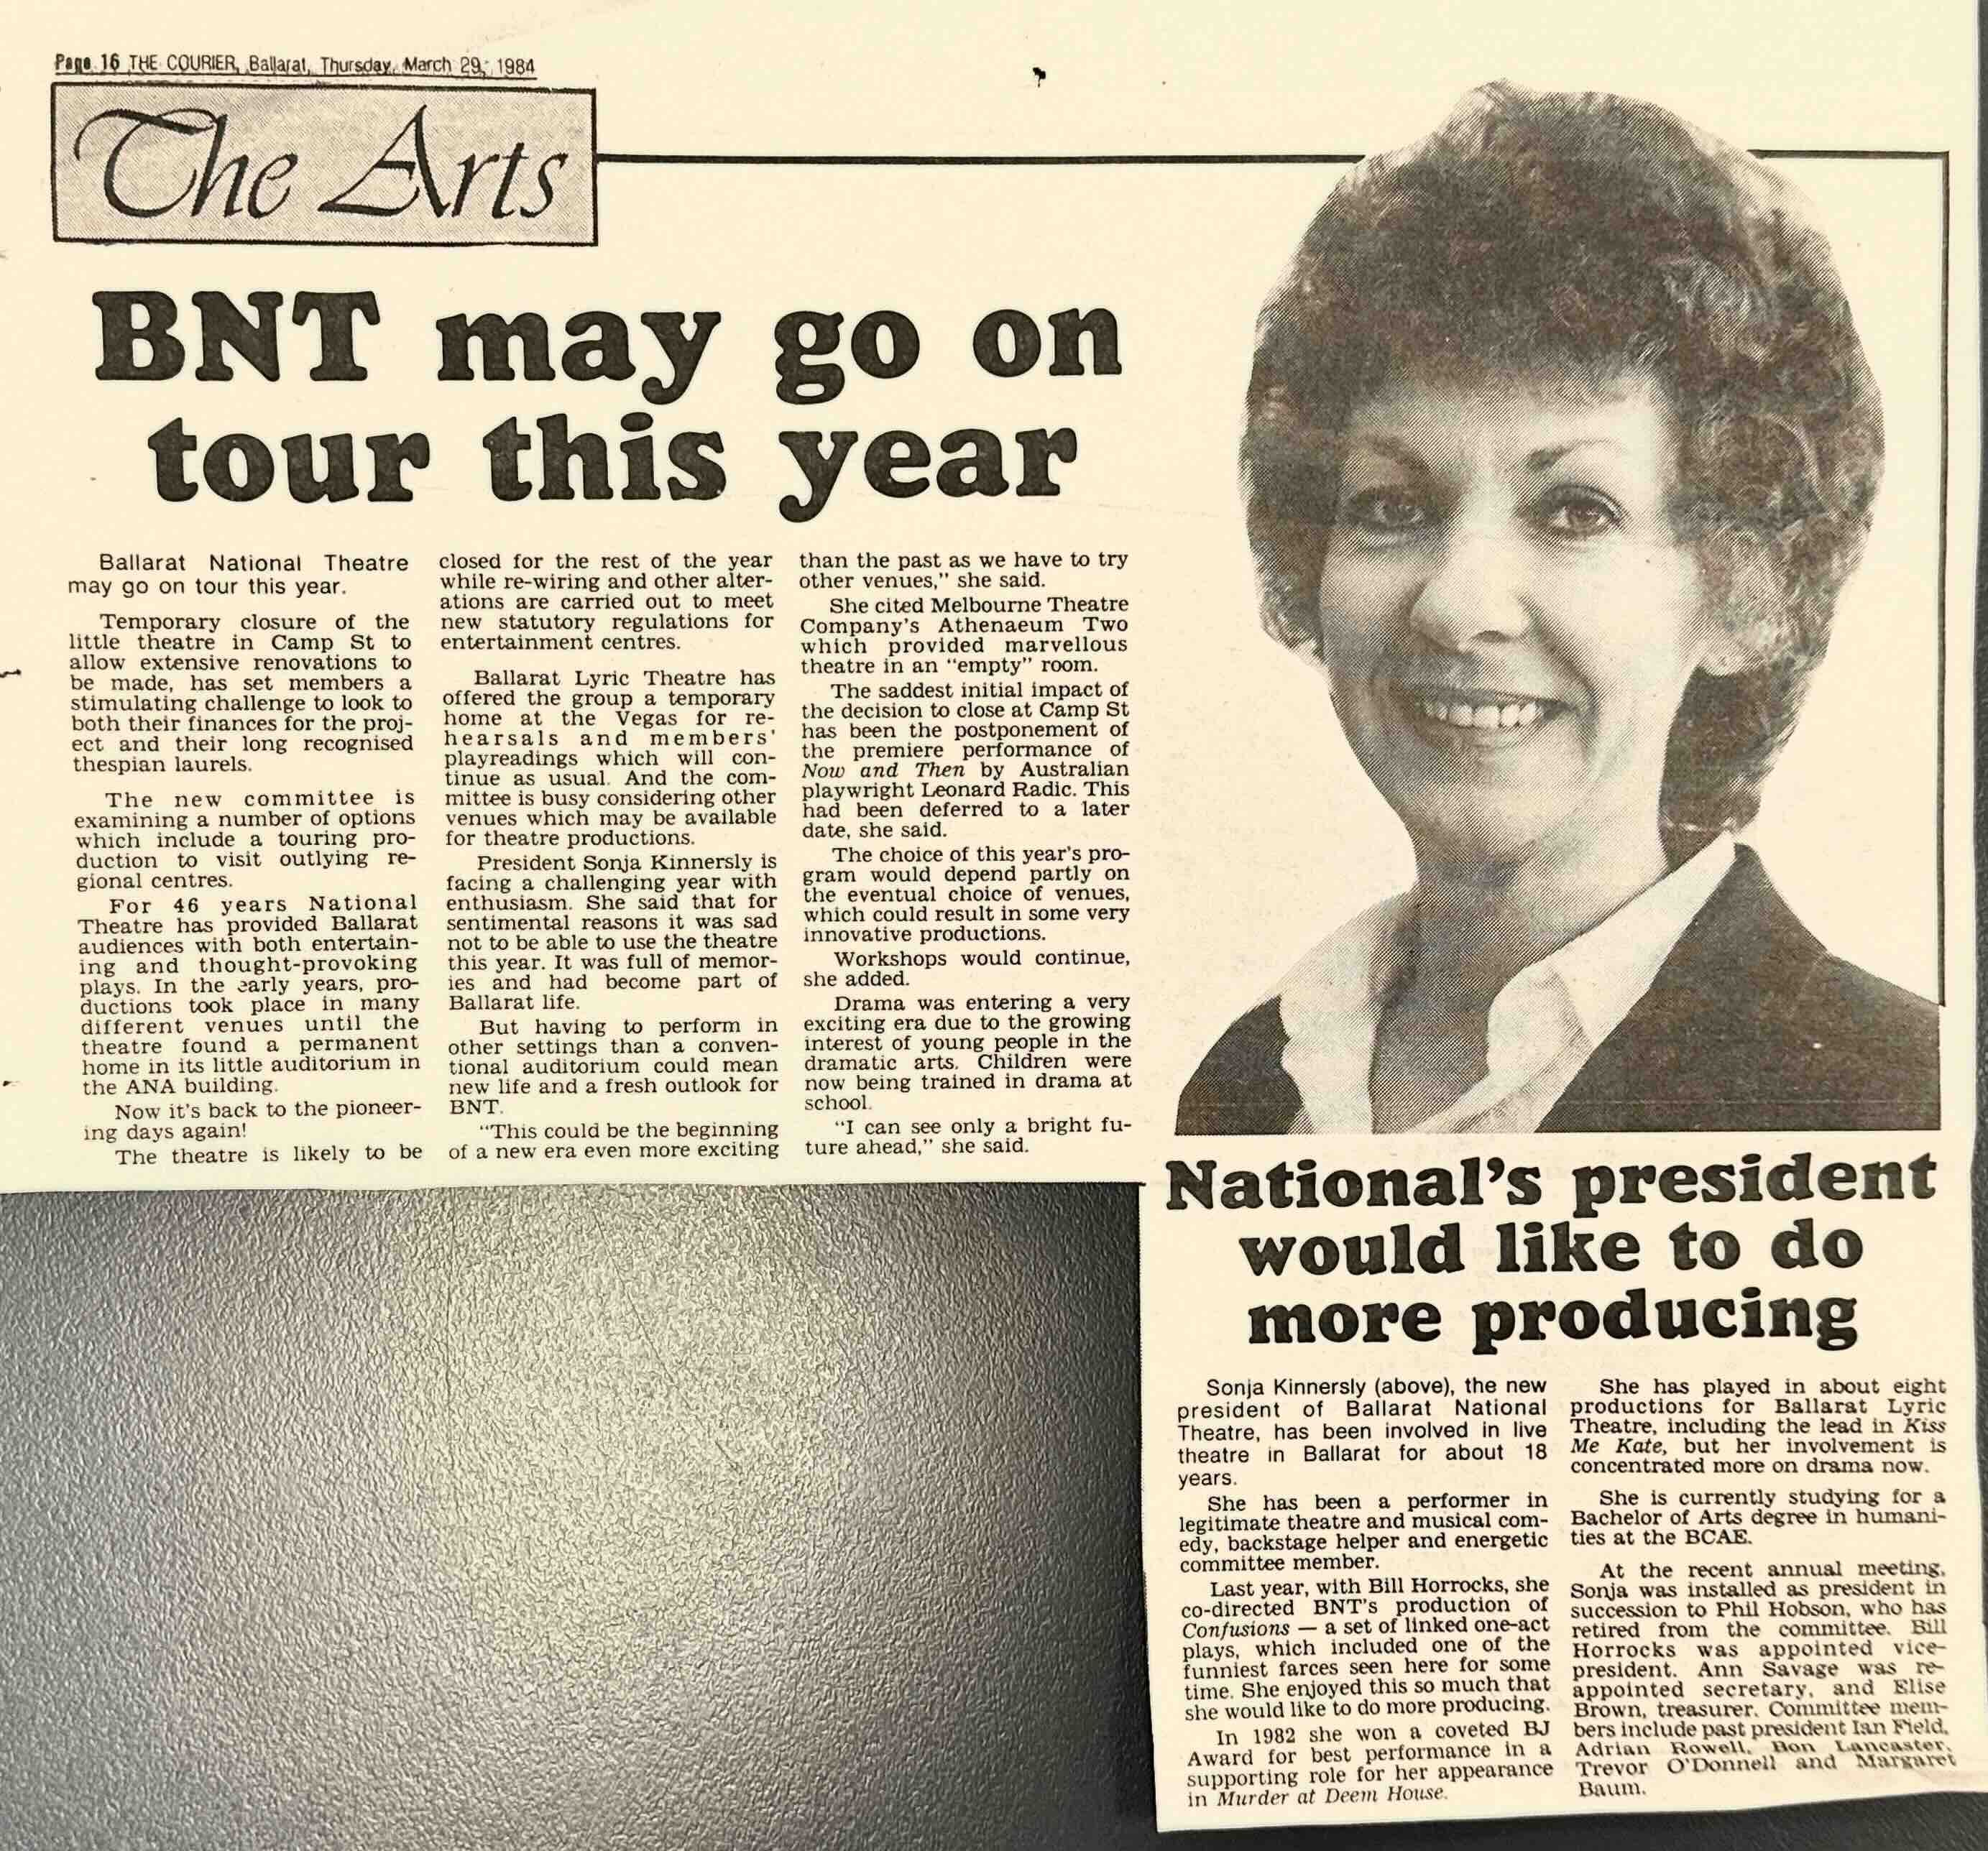 Page 16 THE COURIER, Ballarat, Thursday, March 29, 1984
The Arts
BNT may go on
tour this year
Ballarat National Theatre
may go on tour this year.
Temporary closure of the
little theatre in Camp St to
allow extensive renovations to
be made, has set members a
stimulating challenge to look to
both their finances for the proj-
ect and their long recognised
thespian laurels.
The new committee is
examining a number of options
which include a touring pro-
duction to visit outlying re-
gional centres.
For 46 years National
Theatre has provided Ballarat
audiences with both entertain-
ing and thought-provoking
plays. In the early years, pro-
ductions took place in many
different venues until the
theatre found a permanent
home in its little auditorium in
the ANA building.
Now it's back to the pioneer-
ing days again!
The theatre is likely to be
closed for the rest of the year
while re-wiring and other alter-
ations are carried out to meet
new statutory regulations for
entertainment centres.
Ballarat Lyric Theatre has
offered the group a temporary
home at the Vegas for re-
hearsals and members'
playreadings which will con-
tinue as usual. And the com-
mittee is busy considering other
venues which may be available
for theatre productions.
President Sonja Kinnersly is
facing a challenging year with
enthusiasm. She said that for
sentimental reasons it was sad
not to be able to use the theatre
this year. It was full of memor-
ies and had become part of
Ballarat life.
But having to perform in
other settings than a conven-
tional auditorium could mean
new life and a fresh outlook for
BNT.
"This could be the beginning
of a new era even more exciting
than the past as we have to try
other venues," she said.
She cited Melbourne Theatre
Company's Athenaeum Two
which provided marvellous
theatre in an "empty" room.
The saddest initial impact of
the decision to close at Camp St
has been the postponement of
the premiere performance of
Now and Then by Australian
playwright Leonard Radic. This
had been deferred to a later
date, she said.
The choice of this year's pro-
gram would depend partly on
the eventual choice of venues,
which could result in some very
innovative productions.
Workshops would continue,
she added.
Drama was entering a very
exciting era due to the growing
interest of young people in the
dramatic arts. Children were
now being trained in drama at
school.
"I can see only a bright fu-
ture ahead," she said.
National's president
would like to do
more producing
Sonja Kinnersly (above), the new
president of Ballarat National
Theatre, has been involved in live
theatre in Ballarat for about 18
years.
She has been a performer in
legitimate theatre and musical com-
edy, backstage helper and energetic
committee member.
Last year, with Bill Horrocks, she
co-directed BNT's production of
Confusions — a set of linked one-act
plays, which included one of the
funniest farces seen here for some
time. She enjoyed this so much that
she would like to do more producing.
In 1982 she won a coveted BJ
Award for best performance in a
supporting role for her appearance
in Murder at Deem House.
She has played in about eight
productions for Ballarat Lyric
Theatre, including the lead in Kiss
Me Kate, but her involvement is
concentrated more on drama now.
She is currently studying for a
Bachelor of Arts degree in humani-
ties at the BCAE.
At the recent annual meeting,
Sonja was installed as president in
succession to Phil Hobson, who has
retired from the committee. Bill
Horrocks was appointed vice-
president. Ann Savage was re-
appointed secretary, and Elise
Brown, treasurer. Committee mem-
bers include past president Ian Field,
Adrian Rowell, Bon Lancaster,
Trevor O'Donnell and Margaret
Baum.